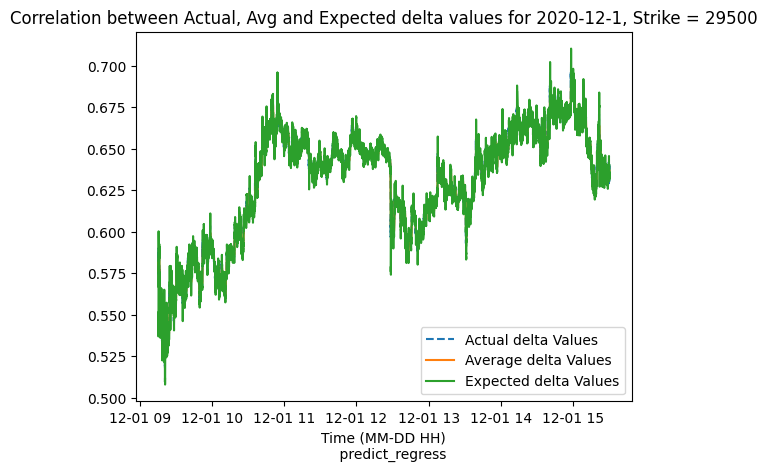 Correlation between Actual, Avg and Expected delta values for 2020-12-1, Strike = 29500
0.700
0.675
0.650
0.625
0.600
0.575
0.550
0.525
0.500
Actual delta Values
Average delta Values
Expected delta Values
12-01 09 12-01 10 12-01 11 12-01 12 12-01 13 12-01 14 12-01 15
Time (MM-DD HH)
predict_regress